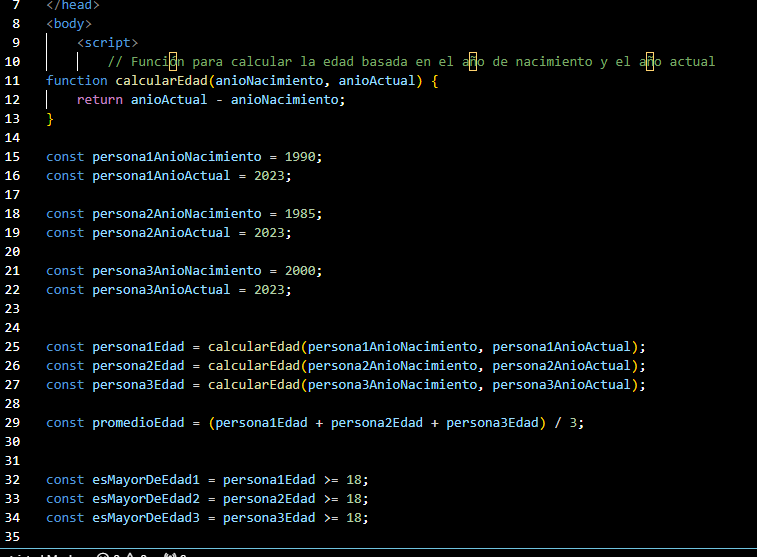 7 </head>
8 <body>
9 <script>
10 // Función para calcular la edad basada en el año de nacimiento y el año actual
11 function calcularEdad(anioNacimiento, anioActual) {
12 return anioActual - anioNacimiento;
13 }
14
15 const persona1AnioNacimiento = 1990;
16 const persona1AnioActual = 2023;
17
18 const persona2AnioNacimiento = 1985;
19 const persona2AnioActual = 2023;
20
21 const persona3AnioNacimiento = 2000;
22 const persona3AnioActual = 2023;
23
24
25 const persona1Edad = calcularEdad(persona1AnioNacimiento, persona1AnioActual);
26 const persona2Edad = calcularEdad(persona2AnioNacimiento, persona2AnioActual);
27 const persona3Edad = calcularEdad(persona3AnioNacimiento, persona3AnioActual);
28
29 const promedioEdad = (persona1Edad + persona2Edad + persona3Edad) / 3;
30
31
32 const esMayorDeEdad1 = persona1Edad >= 18;
33 const esMayorDeEdad2 = persona2Edad >= 18;
34 const esMayorDeEdad3 = persona3Edad >= 18;
35